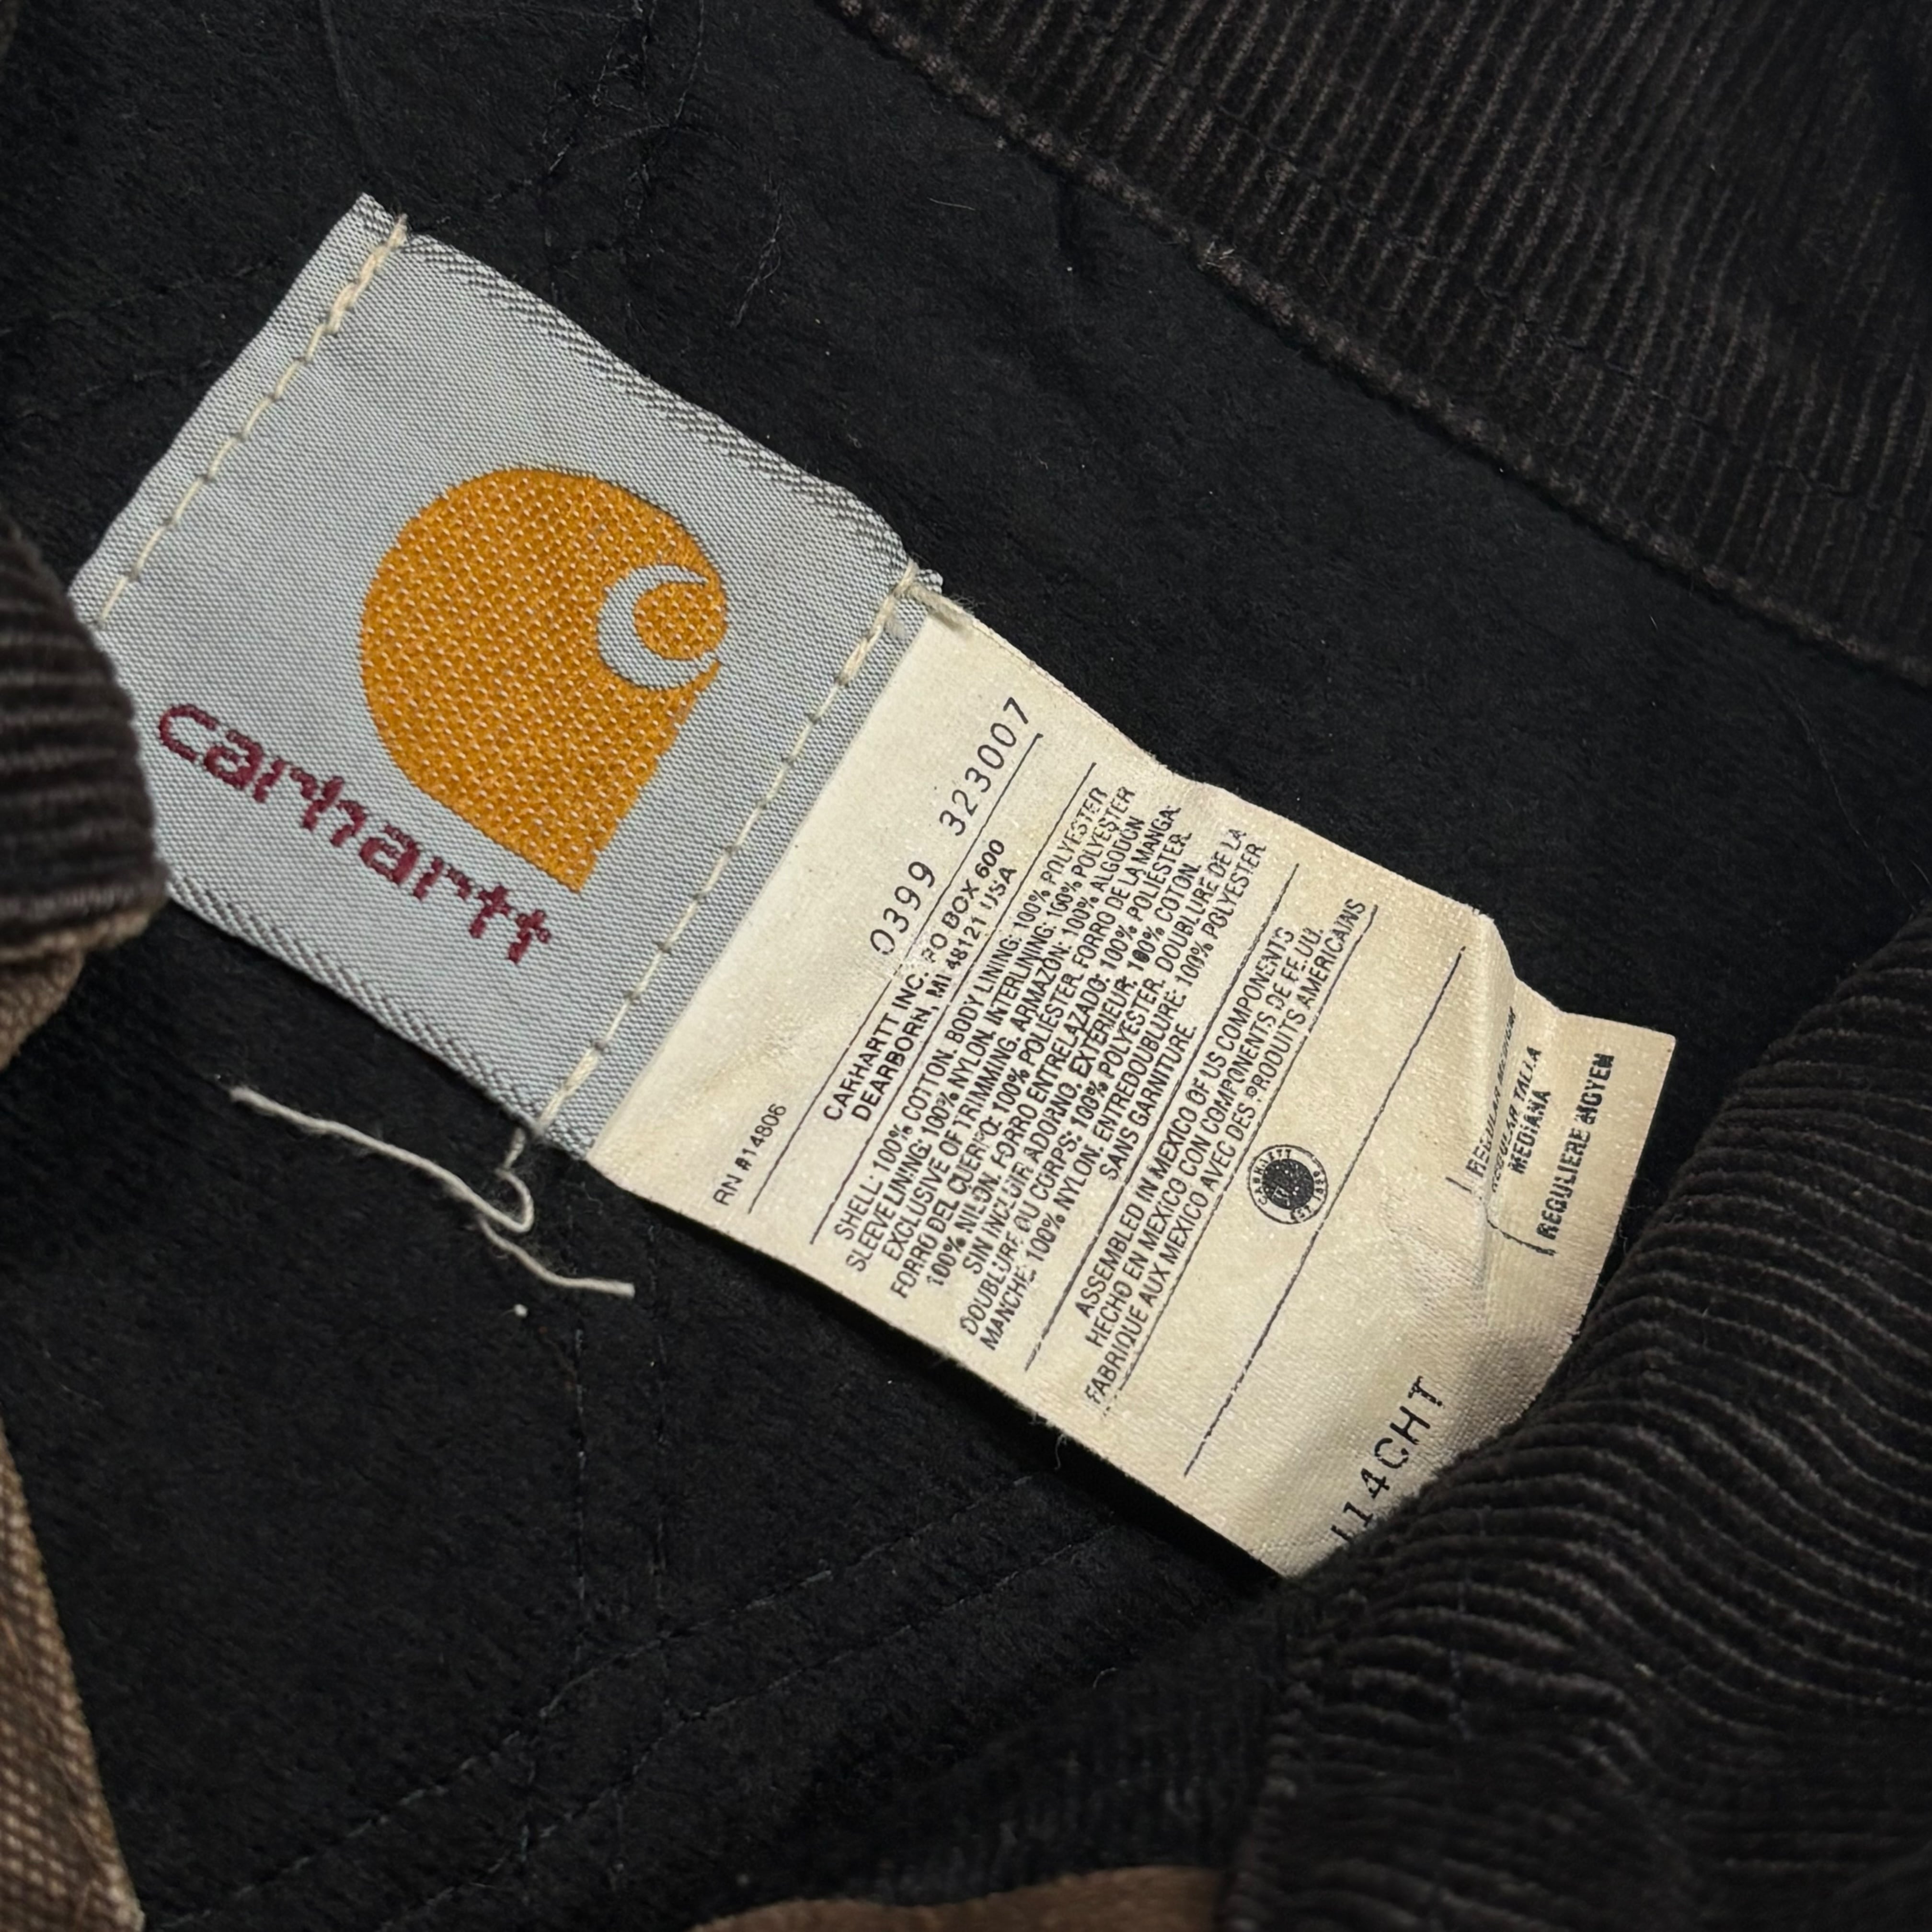 carhartt
0399 323007
RN #14806
CARHARTT INC. PO BOX 600
DEARBORN, MI 48121 USA
SHELL: 100% COTTON. BODY LINING: 100% POLYESTER
SLEEVE LINING: 100% NYLON. INTERLINING: 100% POLYESTER
EXCLUSIVE OF TRIMMING. ARMAZON: 100% ALGODON
FORRO DEL CUERPO: 100% POLIESTER. FORRO DE LA MANGA:
100% NILON. FORRO ENTRELAZADO: 100% POLIESTER.
SIN INCLUIR ADORNO. EXTERIEUR: 100% COTON.
DOUBLURE DU CORPS: 100% POLYESTER. DOUBLURE DE LA
MANCHE: 100% NYLON. ENTREDOUBLURE: 100% POLYESTER
SANS GARNITURE.
ASSEMBLED IN MEXICO OF US COMPONENTS
HECHO EN MEXICO CON COMPONENTS DE EE.UU.
FABRIQUE AUX MEXICO AVEC DES PRODUITS AMERICAINS
REGULAR TALLA
MEDIANA
REGULIERE MOYEN
114CHT